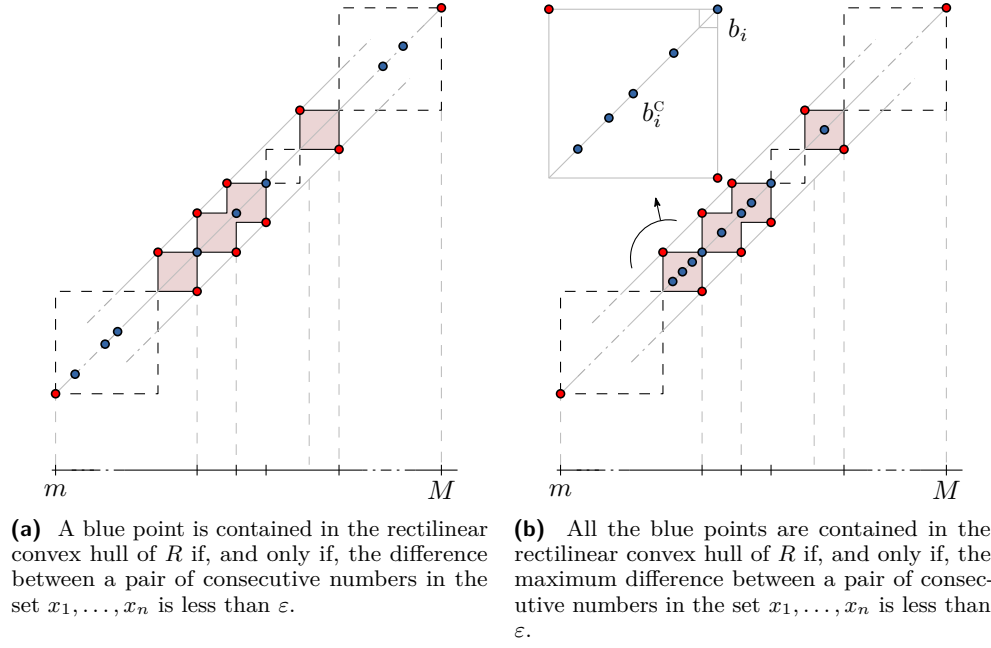 b_i
b_i^C
m
M
m
M
(a) A blue point is contained in the rectilinear
convex hull of R if, and only if, the difference
between a pair of consecutive numbers in the
set x_1, . . . , x_n is less than ε.
(b) All the blue points are contained in the
rectilinear convex hull of R if, and only if, the
maximum difference between a pair of consec-
utive numbers in the set x_1, . . . , x_n is less than
ε.